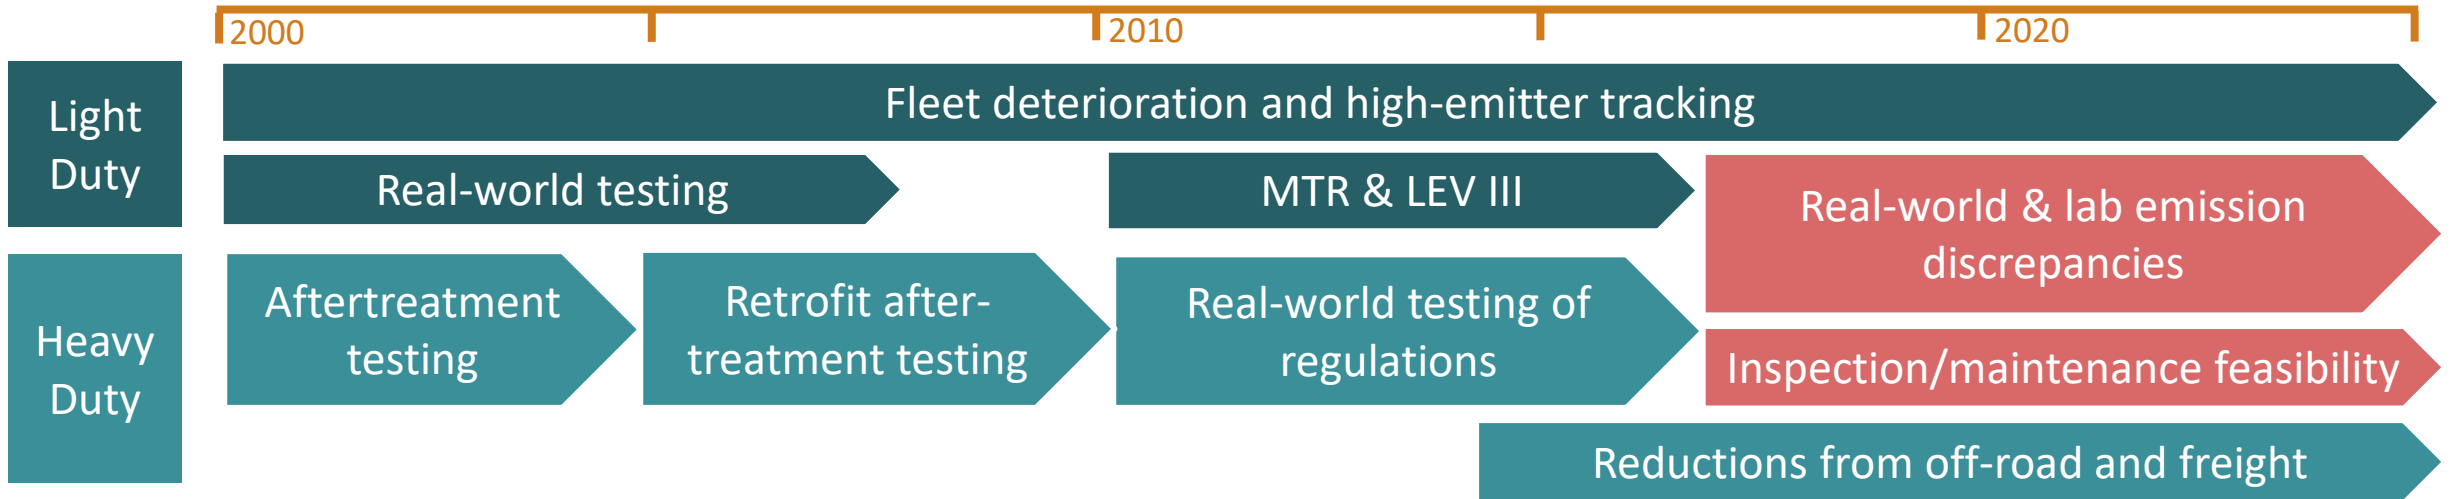 2000
2010
2020
Light
Duty
Fleet deterioration and high-emitter tracking
Real-world testing
MTR & LEV III
Real-world & lab emission
discrepancies
Heavy
Duty
Aftertreatment
testing
Retrofit after-
treatment testing
Real-world testing of
regulations
Inspection/maintenance feasibility
Reductions from off-road and freight